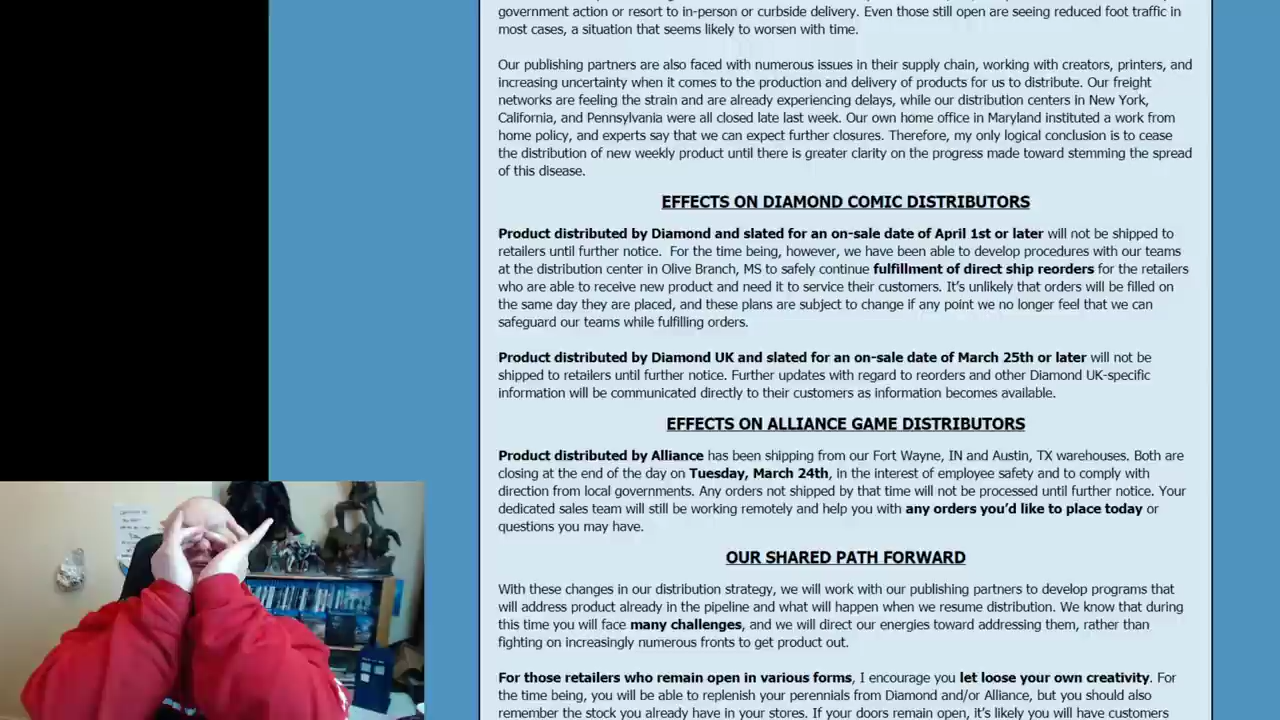 government action or resort to in-person or curbside delivery. Even those still open are seeing reduced foot traffic in
most cases, a situation that seems likely to worsen with time.
Our publishing partners are also faced with numerous issues in their supply chain, working with creators, printers, and
increasing uncertainty when it comes to the production and delivery of products for us to distribute. Our freight
networks are feeling the strain and are already experiencing delays, while our distribution centers in New York,
California, and Pennsylvania were all closed late last week. Our own home office in Maryland instituted a work from
home policy, and experts say that we can expect further closures. Therefore, my only logical conclusion is to cease
the distribution of new weekly product until there is greater clarity on the progress made toward stemming the spread
of this disease.
EFFECTS ON DIAMOND COMIC DISTRIBUTORS
Product distributed by Diamond and slated for an on-sale date of April 1st or later will not be shipped to
retailers until further notice. For the time being, however, we have been able to develop procedures with our teams
at the distribution center in Olive Branch, MS to safely continue fulfillment of direct ship reorders for the retailers
who are able to receive new product and need it to service their customers. It's unlikely that orders will be filled on
the same day they are placed, and these plans are subject to change if any point we no longer feel that we can
safeguard our teams while fulfilling orders.
Product distributed by Diamond UK and slated for an on-sale date of March 25th or later will not be
shipped to retailers until further notice. Further updates with regard to reorders and other Diamond UK-specific
information will be communicated directly to their customers as information becomes available.
EFFECTS ON ALLIANCE GAME DISTRIBUTORS
Product distributed by Alliance has been shipping from our Fort Wayne, IN and Austin, TX warehouses. Both are
closing at the end of the day on Tuesday, March 24th, in the interest of employee safety and to comply with
direction from local governments. Any orders not shipped by that time will not be processed until further notice. Your
dedicated sales team will still be working remotely and help you with any orders you'd like to place today or
questions you may have.
OUR SHARED PATH FORWARD
With these changes in our distribution strategy, we will work with our publishing partners to develop programs that
will address product already in the pipeline and what will happen when we resume distribution. We know that during
this time you will face many challenges, and we will direct our energies toward addressing them, rather than
fighting on increasingly numerous fronts to get product out.
For those retailers who remain open in various forms, I encourage you let loose your own creativity. For
the time being, you will be able to replenish your perennials from Diamond and/or Alliance, but you should also
remember the stock you already have in your stores. If your doors remain open, it's likely you will have customers